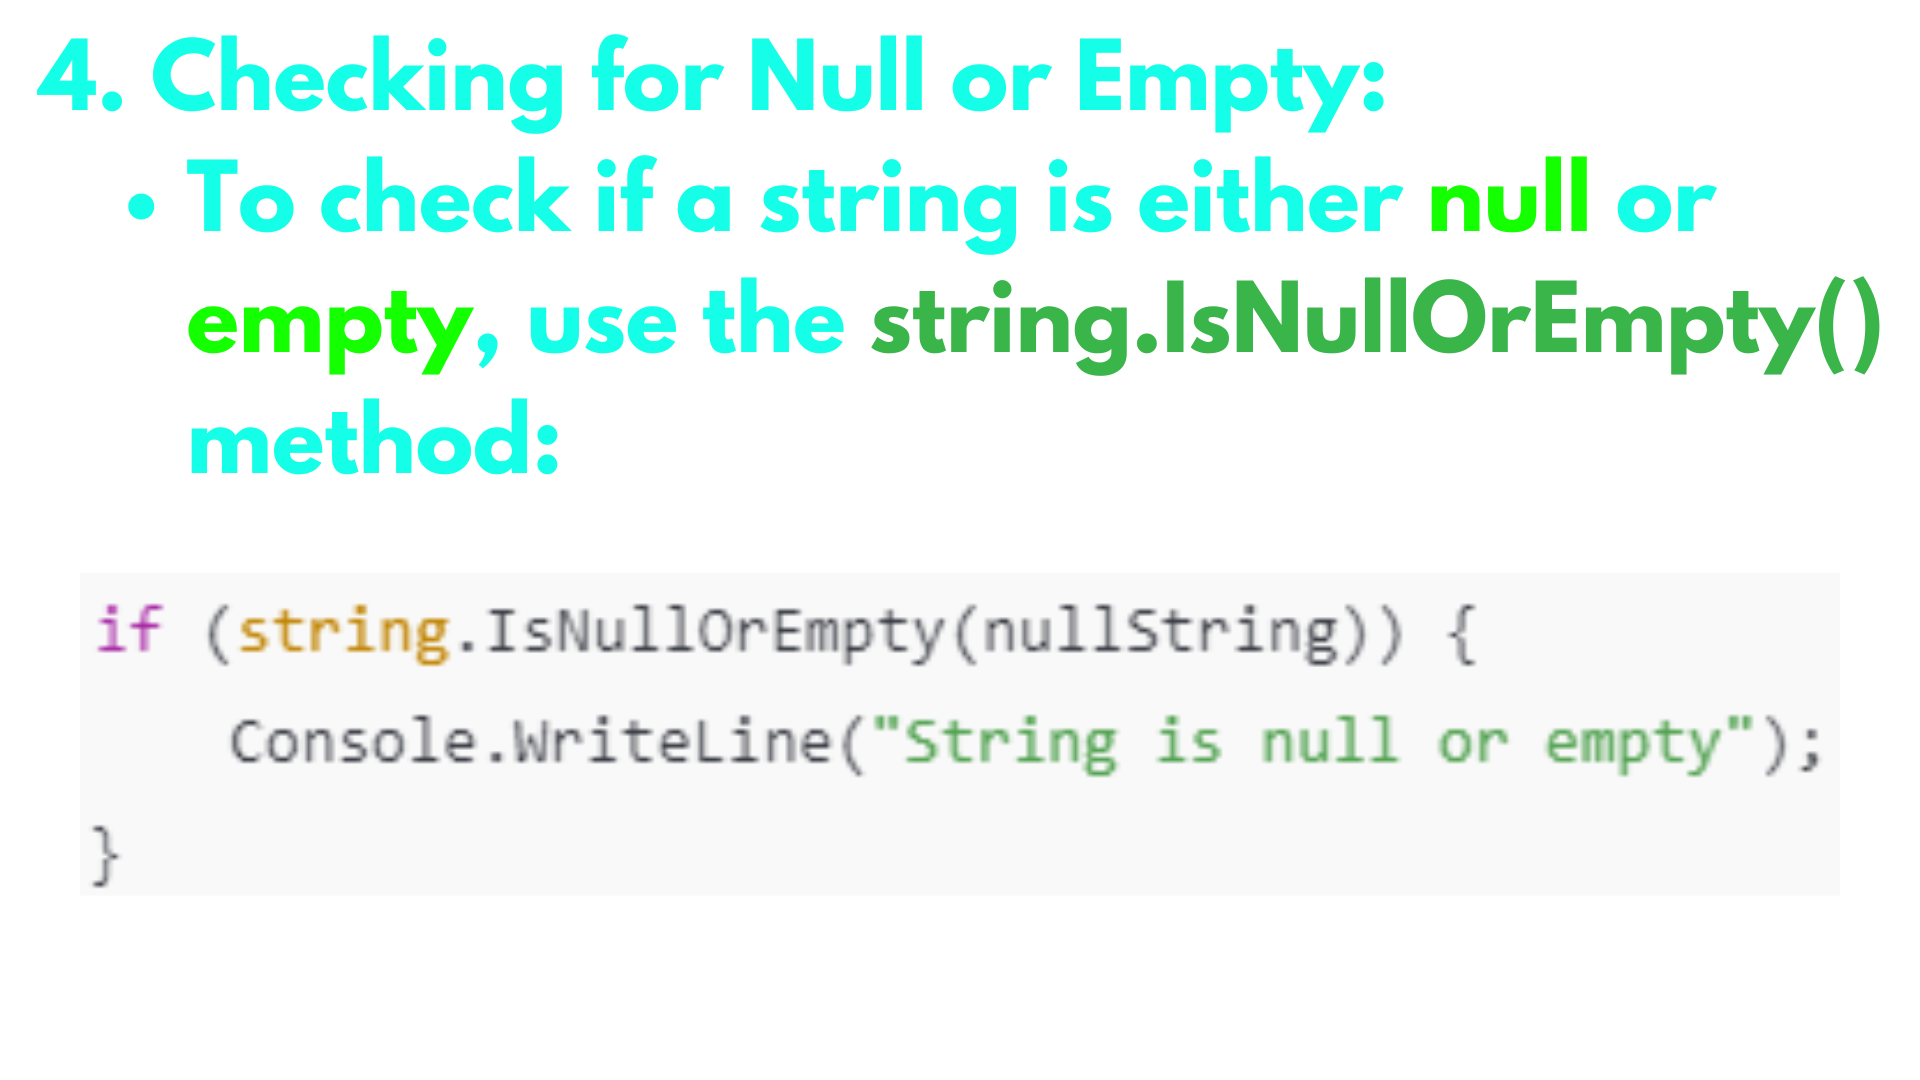 4. Checking for Null or Empty:
• To check if a string is either null or
empty, use the string.IsNullOrEmpty()
method:
if (string.IsNullOrEmpty(nullString)) {
    Console.WriteLine("String is null or empty");
}